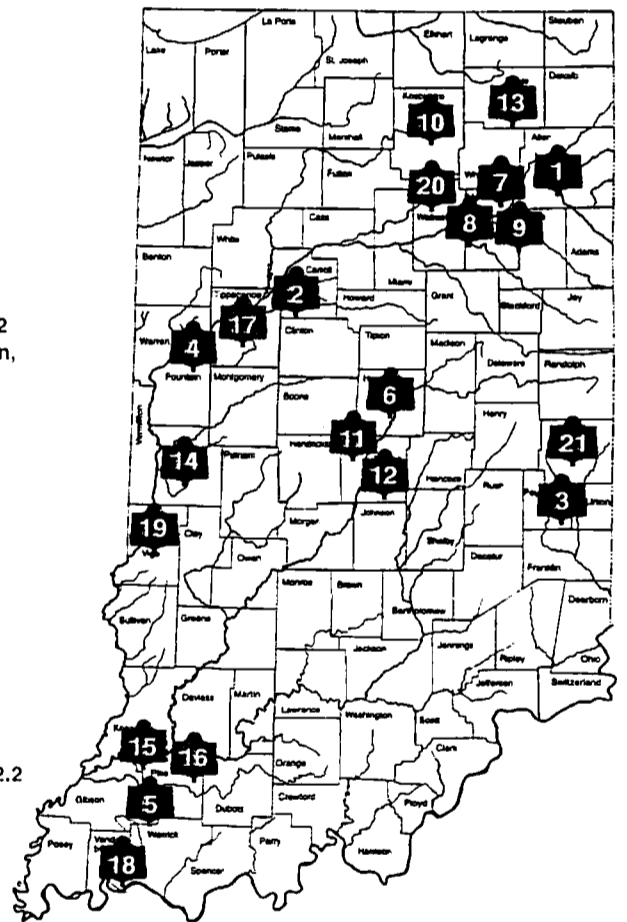 Steuben
La Porte
Elkhart
Lagrange
Lake
Porter
St. Joseph
Dekalb
13
10
Starke
Marshall
Allen
Newton
Jasper
Pulaski
Fulton
1
20
7
8
9
Cass
White
Adams
Benton
Carroll
Miami
2
Howard
Grant
Blackford
Jay
2
n,
17
4
Warren
Clinton
Tipton
Madison
Delaware
Randolph
Fountain
Montgomery
6
Boone
Henry
Vermillion
11
21
Hendricks
14
Putnam
12
Hancock
Rush
3
Johnson
19
Clay
Morgan
Shelby
Owen
Decatur
Franklin
Monroe
Brown
Bartholomew
Dearborn
Sullivan
Greene
Jackson
Jennings
Ripley
Ohio
Jefferson
Switzerland
Daviess
Martin
Lawrence
Washington
Scott
Clark
15
16
Pike
Orange
2.2
Gibson
5
Dubois
Crawford
Floyd
Posey
Warrick
Perry
Harrison
18
Spencer